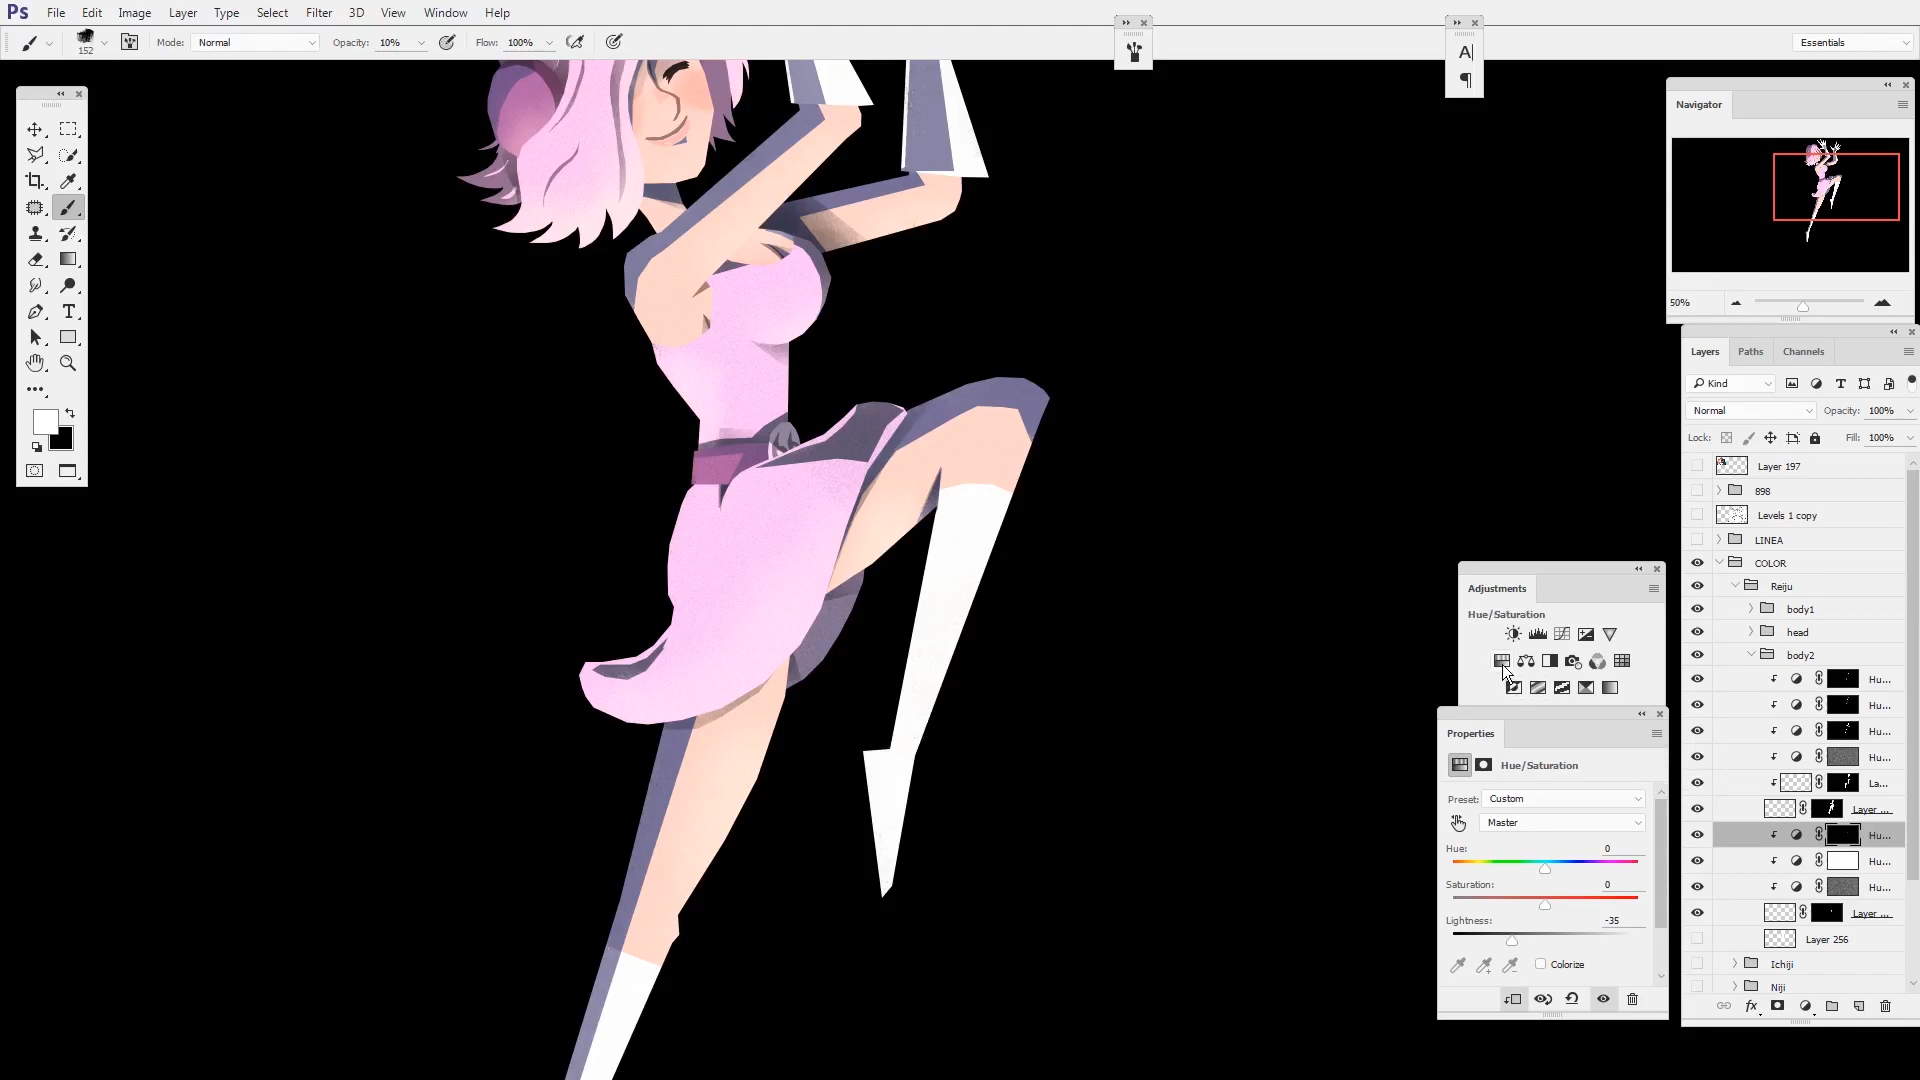 Ps File Edit Image Layer Type Select Filter 3D View Window Help
152 Mode: Normal Opacity: 10% Flow: 100% Essentials
A|
Navigator
50%
Layers Paths Channels
Kind
Normal Opacity: 100%
Lock: Fill: 100%
Layer 197
898
Levels 1 copy
LINEA
COLOR
Reiju
body1
head
body2
Hu...
Hu...
Hu...
Hu...
La...
Layer ...
Hu...
Hu...
Hu...
Layer ...
Layer 256
Ichiji
Niji
fx
Adjustments
Hue/Saturation
Properties
Hue/Saturation
Preset: Custom
Master
Hue: 0
Saturation: 0
Lightness: -35
Colorize